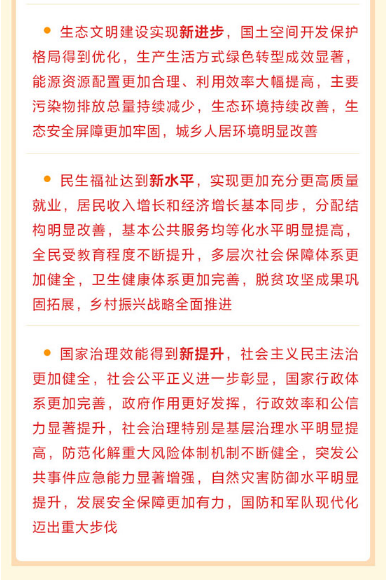 生态文明建设实现新进步，国土空间开发保护
格局得到优化，生产生活方式绿色转型成效显著，
能源资源配置更加合理、利用效率大幅提高，主要
污染物排放总量持续减少，生态环境持续改善，生
态安全屏障更加牢固，城乡人居环境明显改善
民生福祉达到新水平，实现更加充分更高质量
就业，居民收入增长和经济增长基本同步，分配结
构明显改善，基本公共服务均等化水平明显提高，
全民受教育程度不断提升，多层次社会保障体系更
加健全，卫生健康体系更加完善，脱贫攻坚成果巩
固拓展，乡村振兴战略全面推进
国家治理效能得到新提升，社会主义民主法治
更加健全，社会公平正义进一步彰显，国家行政体
系更加完善，政府作用更好发挥，行政效率和公信
力显著提升，社会治理特别是基层治理水平明显提
高，防范化解重大风险体制机制不断健全，突发公
共事件应急能力显著增强，自然灾害防御水平明显
提升，发展安全保障更加有力，国防和军队现代化
迈出重大步伐